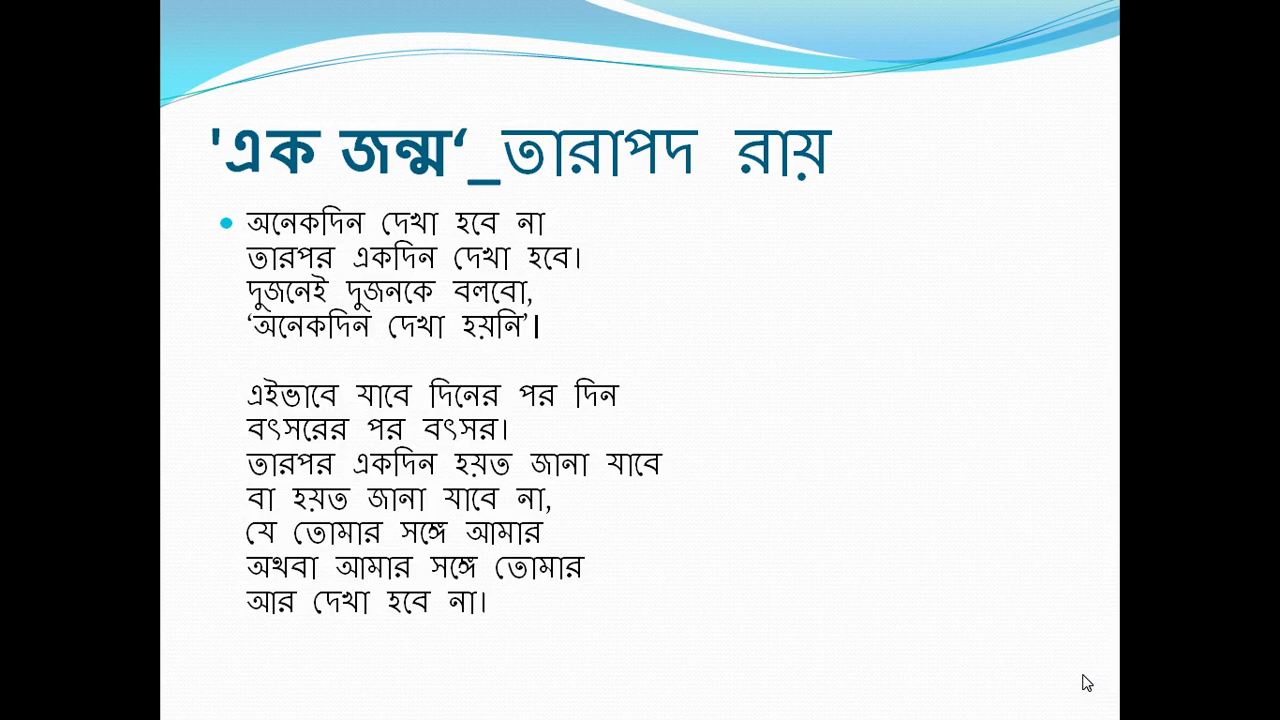 'এক জন্ম‘_তারাপদ রায়
অনেকদিন দেখা হবে না
তারপর একদিন দেখা হবে।
দুজনেই দুজনকে বলবো,
‘অনেকদিন দেখা হয়নি’।
এইভাবে যাবে দিনের পর দিন
বৎসরের পর বৎসর।
তারপর একদিন হয়ত জানা যাবে
বা হয়ত জানা যাবে না,
যে তোমার সঙ্গে আমার
অথবা আমার সঙ্গে তোমার
আর দেখা হবে না।